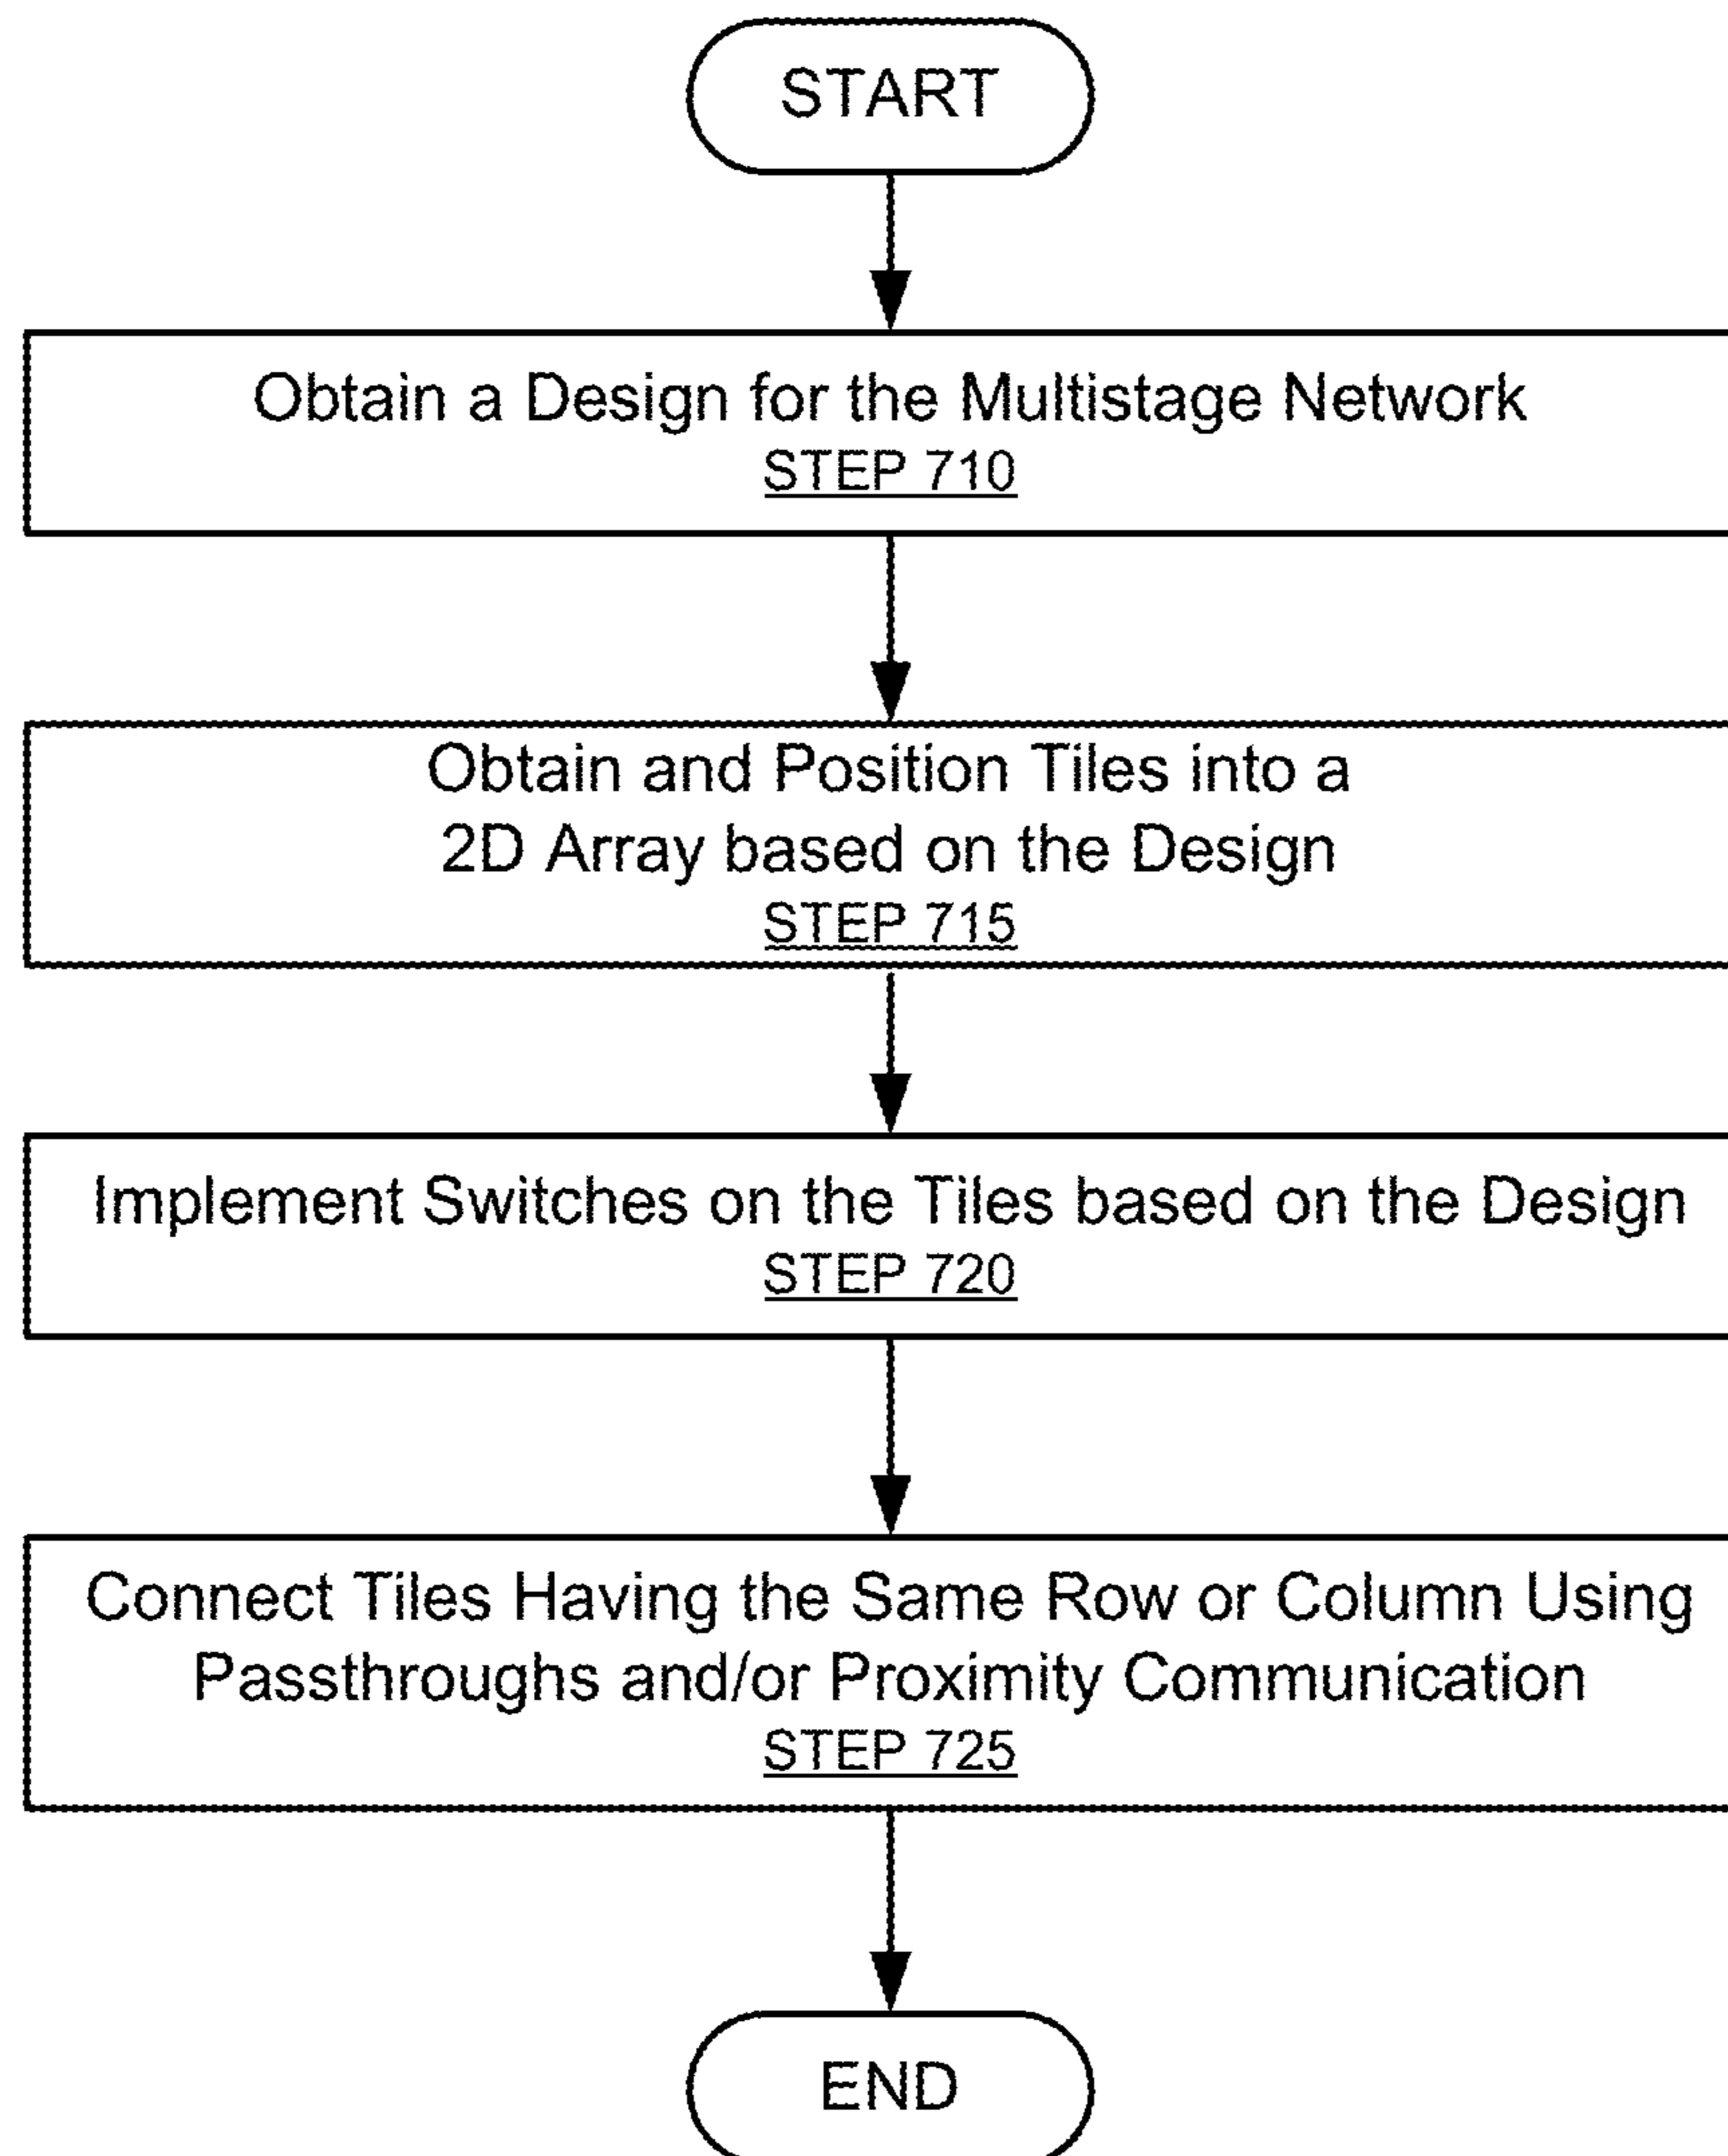 START
Obtain a Design for the Multistage Network
STEP 710
Obtain and Position Tiles into a
2D Array based on the Design
STEP 715
Implement Switches on the Tiles based on the Design
STEP 720
Connect Tiles Having the Same Row or Column Using
Passthroughs and/or Proximity Communication
STEP 725
END